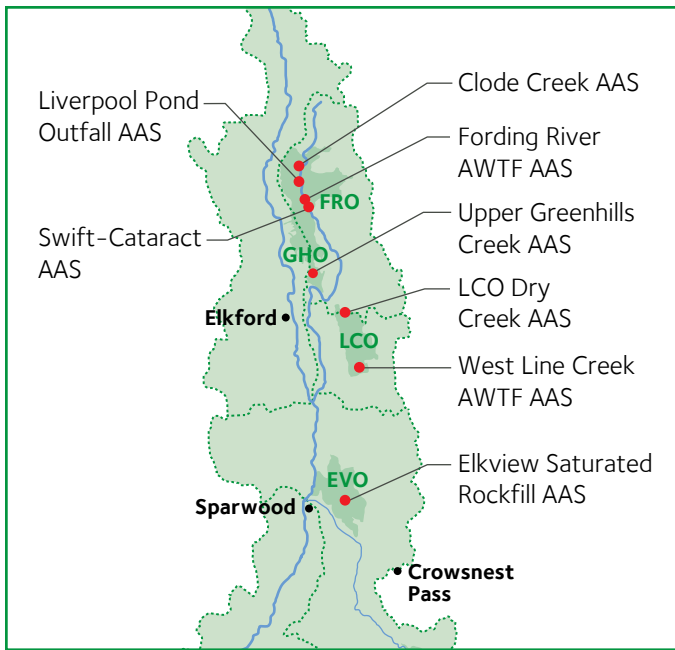 Clode Creek AAS
Liverpool Pond
Outfall AAS
Fording River
AWTF AAS
FRO
Upper Greenhills
Creek AAS
Swift-Cataract
AAS
GHO
LCO Dry
Creek AAS
Elkford
LCO
West Line Creek
AWTF AAS
Elkview Saturated
Rockfill AAS
EVO
Sparwood
Crowsnest
Pass